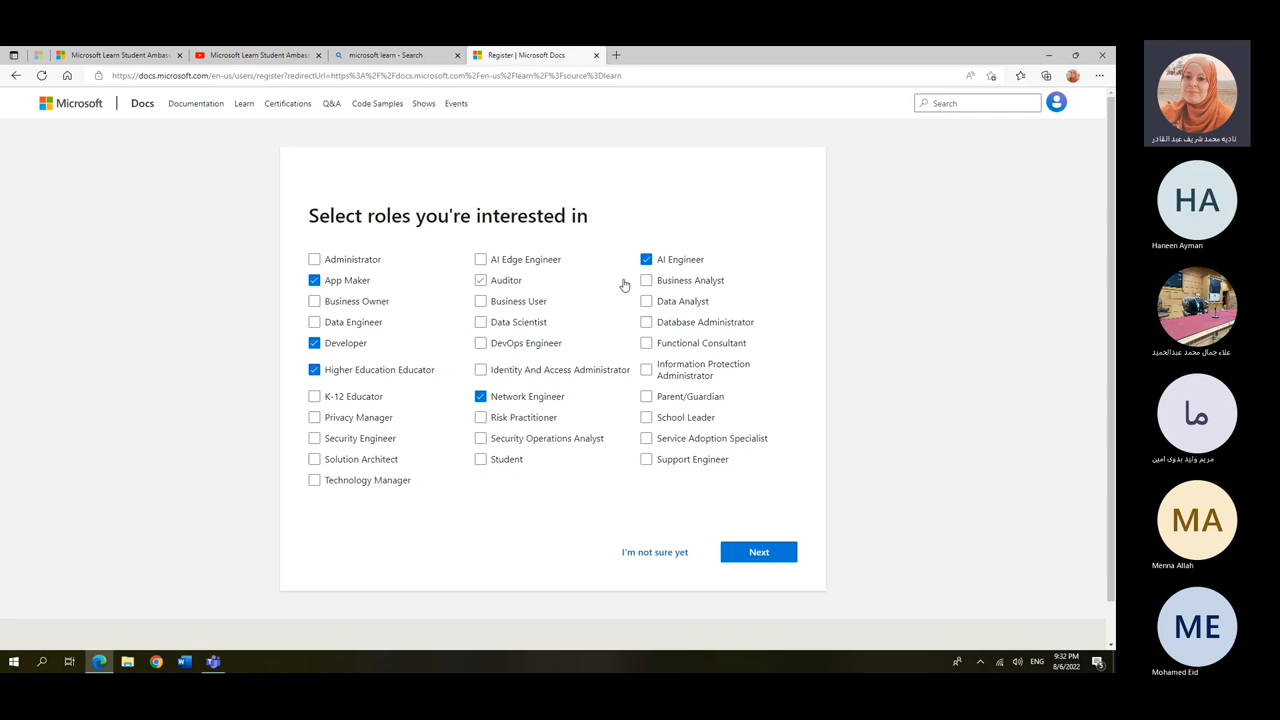 Microsoft Learn Student Ambas
Microsoft Learn Student Ambas
microsoft learn - Search
Register | Microsoft Docs
https://docs.microsoft.com/en-us/users/register?redirectUrl=https%3A%2F%2Fdocs.microsoft.com%2Fen-us%2Flearn%2F%3Fsource%3Dlearn
Microsoft
Docs
Documentation
Learn
Certifications
Q&A
Code Samples
Shows
Events
Search
Select roles you're interested in
Administrator
AI Edge Engineer
AI Engineer
App Maker
Auditor
Business Analyst
Business Owner
Business User
Data Analyst
Data Engineer
Data Scientist
Database Administrator
Developer
DevOps Engineer
Functional Consultant
Higher Education Educator
Identity And Access Administrator
Information Protection
Administrator
K-12 Educator
Network Engineer
Parent/Guardian
Privacy Manager
Risk Practitioner
School Leader
Security Engineer
Security Operations Analyst
Service Adoption Specialist
Solution Architect
Student
Support Engineer
Technology Manager
I'm not sure yet
Next
ENG
9:32 PM
8/6/2022
5
ناديه محمد شريف عبد القادر
HA
Haneen Ayman
علاء جمال محمد عبدالحميد
ما
مريم وليد بدوى امين
MA
Menna Allah
ME
Mohamed Eid